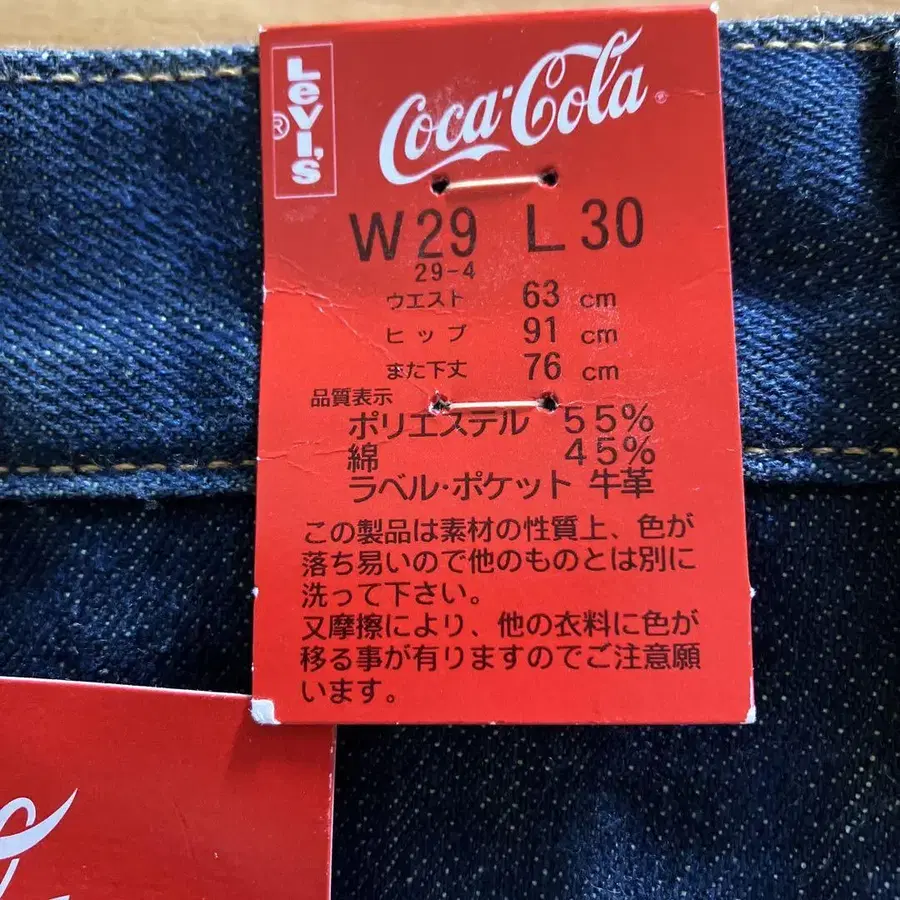 Levi's
®
Coca-Cola
®
W29 L30
29-4
ウエスト 63 cm
ヒップ 91 cm
また下丈 76 cm
品質表示
ポリエステル 55%
綿 45%
ラベル・ポケット 牛革
この製品は素材の性質上、色が
落ち易いので他のものとは別に
洗って下さい。
又摩擦により、他の衣料に色が
移る事が有りますのでご注意願
います。